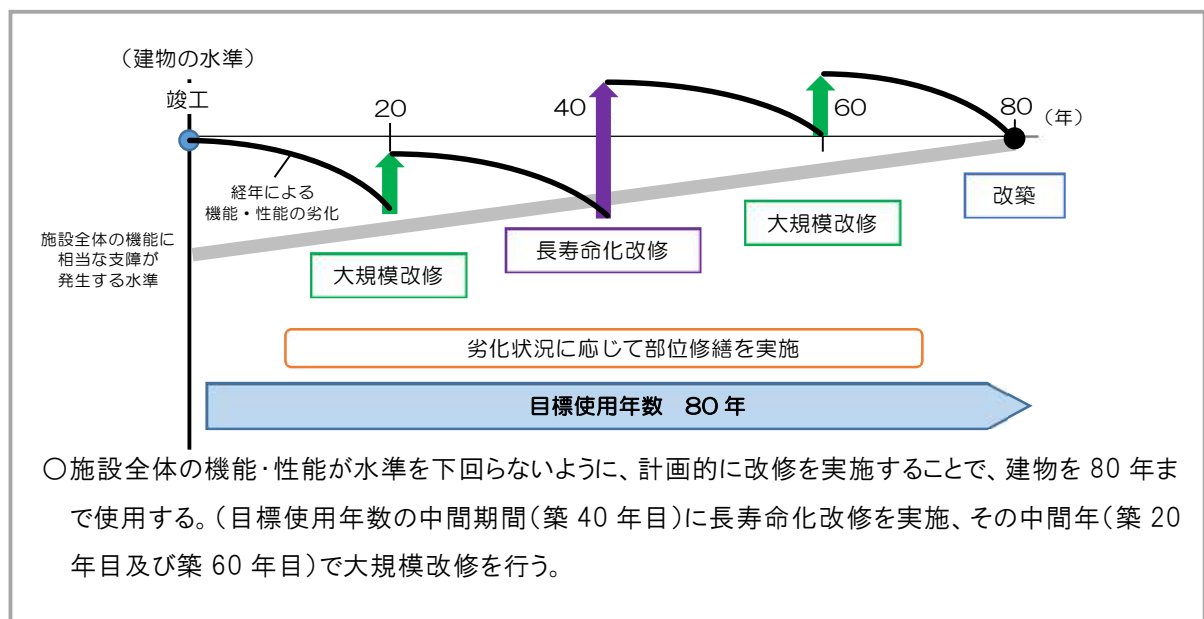 （建物の水準）
竣工
20
40
60
80
（年）
経年による
機能・性能の劣化
施設全体の機能に
相当な支障が
発生する水準
大規模改修
長寿命化改修
大規模改修
改築
劣化状況に応じて部位修繕を実施
目標使用年数　80 年
○施設全体の機能･性能が水準を下回らないように、計画的に改修を実施することで、建物を 80 年ま
で使用する。（目標使用年数の中間期間（築 40 年目）に長寿命化改修を実施、その中間年（築 20
年目及び築 60 年目）で大規模改修を行う。